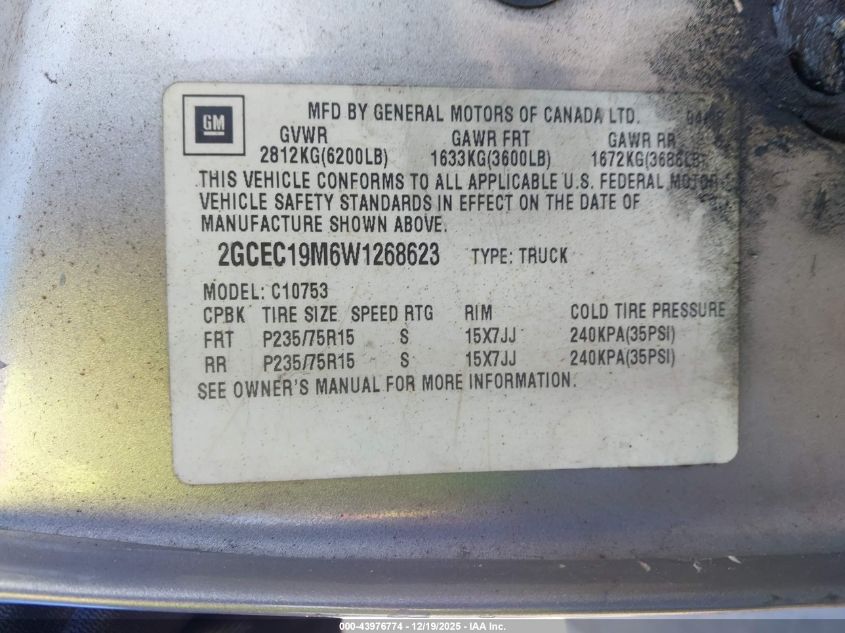 MFD BY GENERAL MOTORS OF CANADA LTD.
GM
GVWR GAWR FRT GAWR RR
2812KG(6200LB) 1633KG(3600LB) 1672KG(3686LB)
THIS VEHICLE CONFORMS TO ALL APPLICABLE U.S. FEDERAL MOTOR
VEHICLE SAFETY STANDARDS IN EFFECT ON THE DATE OF
MANUFACTURE SHOWN ABOVE.
2GCEC19M6W1268623 TYPE: TRUCK
MODEL: C10753
CPBK TIRE SIZE SPEED RTG RIM COLD TIRE PRESSURE
FRT P235/75R15 S 15X7JJ 240KPA(35PSI)
RR P235/75R15 S 15X7JJ 240KPA(35PSI)
SEE OWNER'S MANUAL FOR MORE INFORMATION.
000-43976774 - 12/19/2025 - IAA Inc.